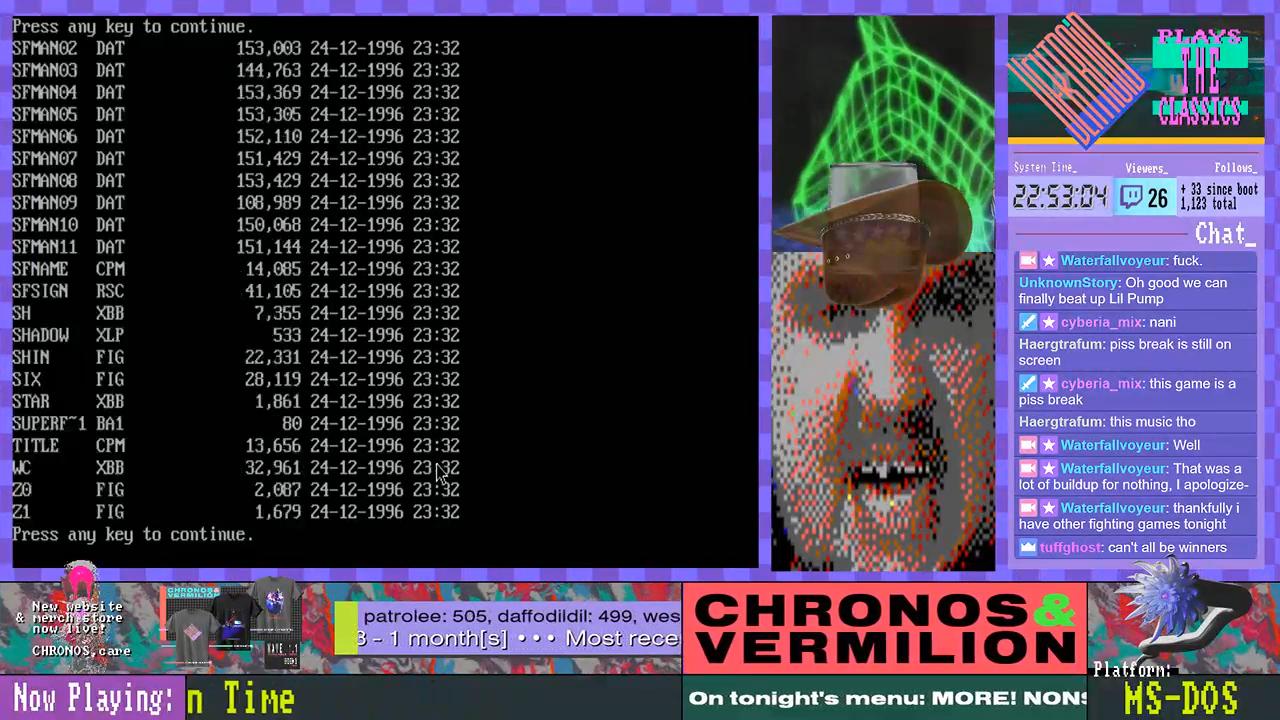 Press any key to continue.
SFMAN02 DAT 153,003 24-12-1996 23:32
SFMAN03 DAT 144,763 24-12-1996 23:32
SFMAN04 DAT 153,369 24-12-1996 23:32
SFMAN05 DAT 153,305 24-12-1996 23:32
SFMAN06 DAT 152,110 24-12-1996 23:32
SFMAN07 DAT 151,429 24-12-1996 23:32
SFMAN08 DAT 153,429 24-12-1996 23:32
SFMAN09 DAT 108,989 24-12-1996 23:32
SFMAN10 DAT 150,068 24-12-1996 23:32
SFMAN11 DAT 151,144 24-12-1996 23:32
SFNAME CPM 14,085 24-12-1996 23:32
SFSIGN RSC 41,105 24-12-1996 23:32
SH XBB 7,355 24-12-1996 23:32
SHADOW XLP 533 24-12-1996 23:32
SHIN FIG 22,331 24-12-1996 23:32
SIX FIG 28,119 24-12-1996 23:32
STAR XBB 1,861 24-12-1996 23:32
SUPERF~1 BA1 80 24-12-1996 23:32
TITLE CPM 13,656 24-12-1996 23:32
WC XBB 32,961 24-12-1996 23:32
Z0 FIG 2,087 24-12-1996 23:32
Z1 FIG 1,679 24-12-1996 23:32
Press any key to continue.
PLAYS
THE
CLASSICS
System Time_ Viewers_ Follows_
22:53:04 26 + 33 since boot
1,123 total
Chat_
Waterfallvoyeur: fuck.
UnknownStory: Oh good we can
finally beat up Lil Pump
cyberia_mix: nani
Haergtrafum: piss break is still on
screen
cyberia_mix: this game is a
piss break
Haergtrafum: this music tho
Waterfallvoyeur: Well
Waterfallvoyeur: That was a
lot of buildup for nothing, I apologize-
Waterfallvoyeur: thankfully i
have other fighting games tonight
tuffghost: can't all be winners
New website
& merch store
now live!
CHRONOS.care
CHRONOS&
VERMILION
patrolee: 505, daffodildil: 499, wes
3 - 1 month[s] ••• Most rece
CHRONOS&
VERMILION
Platform:
Now Playing: n Time
On tonight's menu: MORE! NONS
MS-DOS